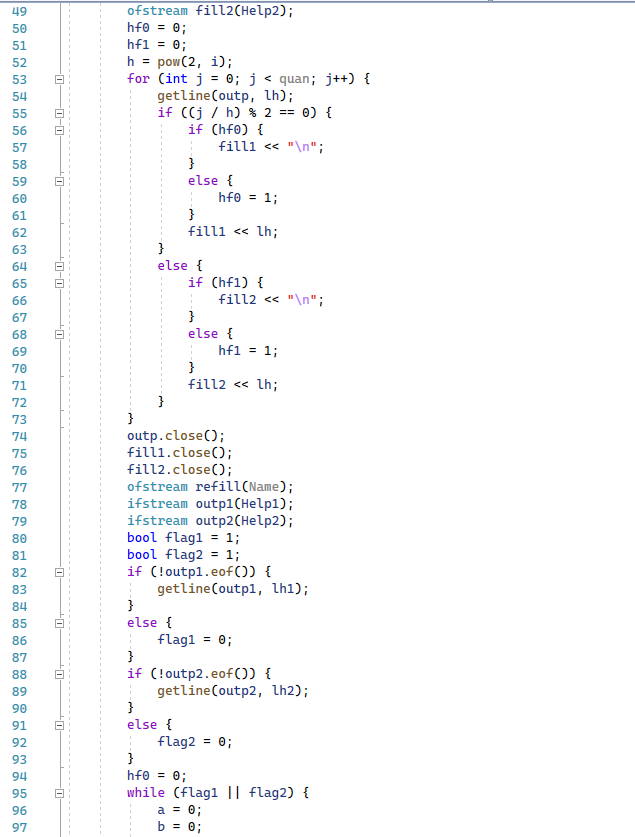 49 ofstream fill2(Help2);
50 hf0 = 0;
51 hf1 = 0;
52 h = pow(2, i);
53 for (int j = 0; j < quan; j++) {
54 getline(outp, lh);
55 if ((j / h) % 2 == 0) {
56 if (hf0) {
57 fill1 << "\n";
58 }
59 else {
60 hf0 = 1;
61 }
62 fill1 << lh;
63 }
64 else {
65 if (hf1) {
66 fill2 << "\n";
67 }
68 else {
69 hf1 = 1;
70 }
71 fill2 << lh;
72 }
73 }
74 outp.close();
75 fill1.close();
76 fill2.close();
77 ofstream refill(Name);
78 ifstream outp1(Help1);
79 ifstream outp2(Help2);
80 bool flag1 = 1;
81 bool flag2 = 1;
82 if (!outp1.eof()) {
83 getline(outp1, lh1);
84 }
85 else {
86 flag1 = 0;
87 }
88 if (!outp2.eof()) {
89 getline(outp2, lh2);
90 }
91 else {
92 flag2 = 0;
93 }
94 hf0 = 0;
95 while (flag1 || flag2) {
96 a = 0;
97 b = 0;